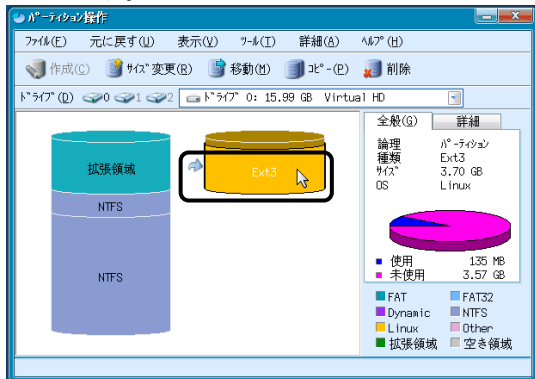 ﾊﾟｰﾃｨｼｮﾝ操作
ﾌｧｲﾙ(F) 元に戻す(U) 表示(V) ﾂｰﾙ(T) 詳細(A) ﾍﾙﾌﾟ(H)
作成(C) ｻｲｽﾞ変更(R) 移動(M) ｺﾋﾟｰ(P) 削除
ﾄﾞﾗｲﾌﾞ(D) 0 1 2 ﾄﾞﾗｲﾌﾞ 0: 15.99 GB Virtual HD
全般(G) 詳細
論理 ﾊﾟｰﾃｨｼｮﾝ
種類 Ext3
ｻｲｽﾞ 3.70 GB
OS Linux
拡張領域
Ext3
NTFS
NTFS
使用 135 MB
未使用 3.57 GB
FAT FAT32
Dynamic NTFS
Linux Other
拡張領域 空き領域